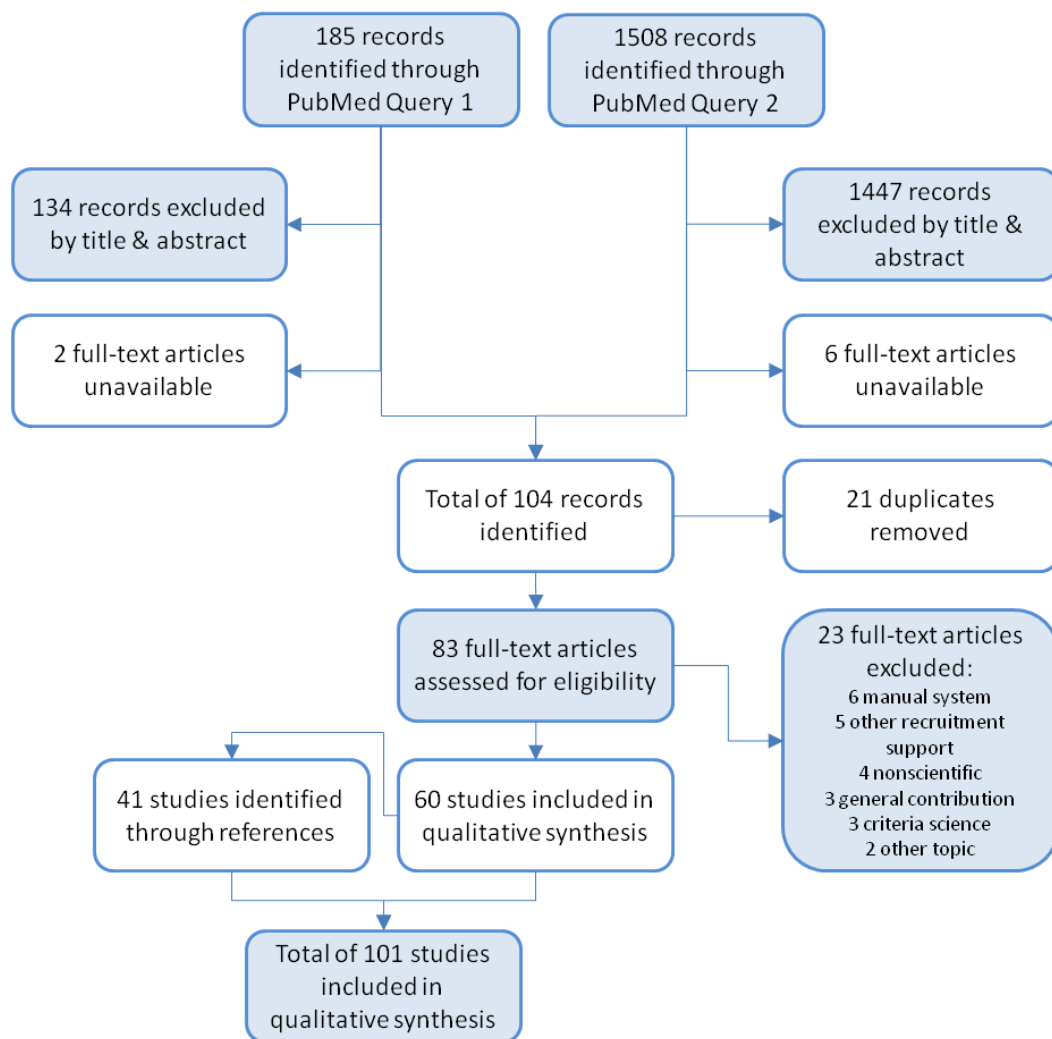 185 records
identified through
PubMed Query 1
1508 records
identified through
PubMed Query 2
134 records excluded
by title & abstract
1447 records
excluded by title &
abstract
2 full-text articles
unavailable
6 full-text articles
unavailable
Total of 104 records
identified
21 duplicates
removed
83 full-text articles
assessed for eligibility
23 full-text articles
excluded:
6 manual system
5 other recruitment
support
4 nonscientific
3 general contribution
3 criteria science
2 other topic
41 studies identified
through references
60 studies included in
qualitative synthesis
Total of 101 studies
included in
qualitative synthesis